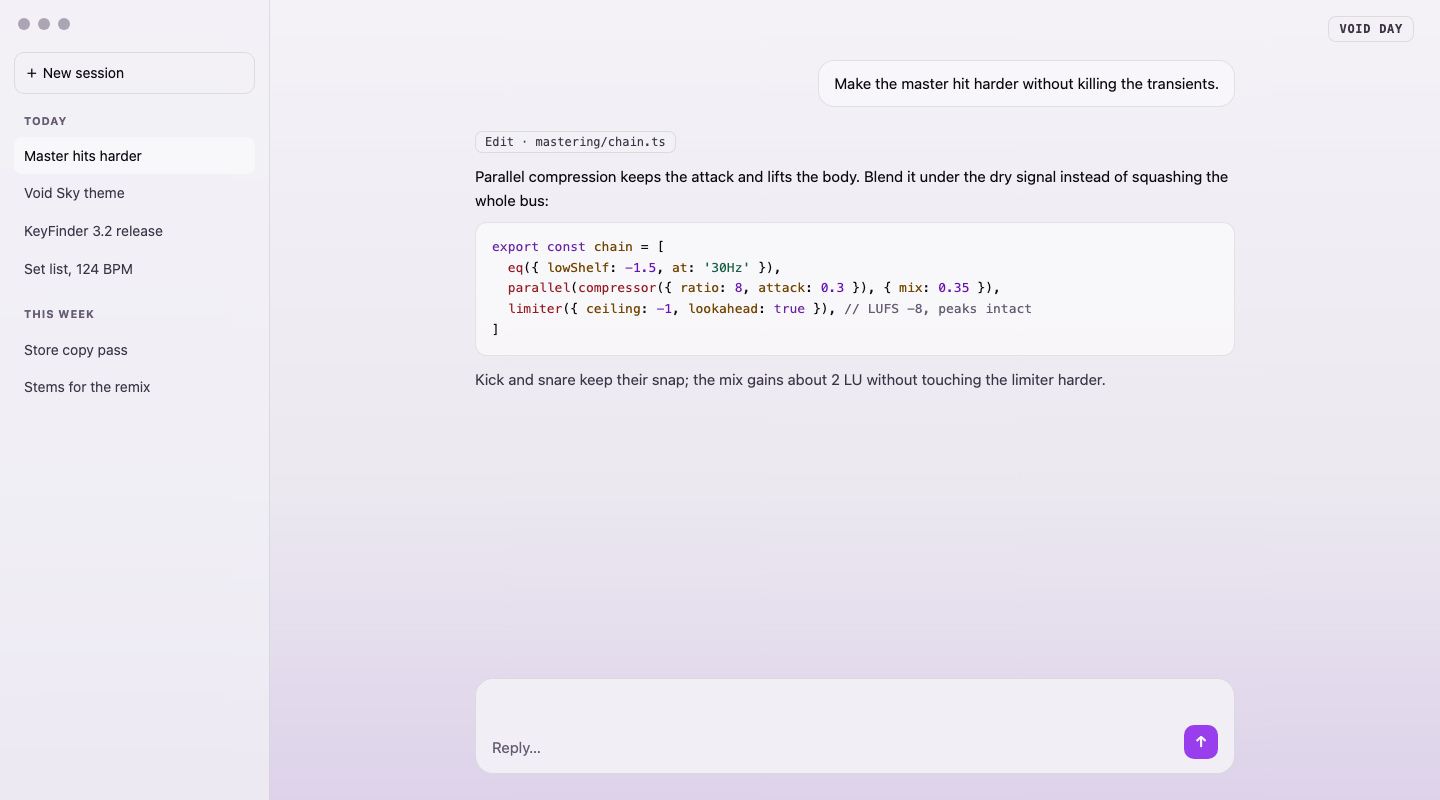 + New session
TODAY
Master hits harder
Void Sky theme
KeyFinder 3.2 release
Set list, 124 BPM
THIS WEEK
Store copy pass
Stems for the remix
VOID DAY
Make the master hit harder without killing the transients.
Edit · mastering/chain.ts
Parallel compression keeps the attack and lifts the body. Blend it under the dry signal instead of squashing the
whole bus:
export const chain = [
  eq({ lowShelf: −1.5, at: '30Hz' }),
  parallel(compressor({ ratio: 8, attack: 0.3 }), { mix: 0.35 }),
  limiter({ ceiling: −1, lookahead: true }), // LUFS −8, peaks intact
]
Kick and snare keep their snap; the mix gains about 2 LU without touching the limiter harder.
Reply...